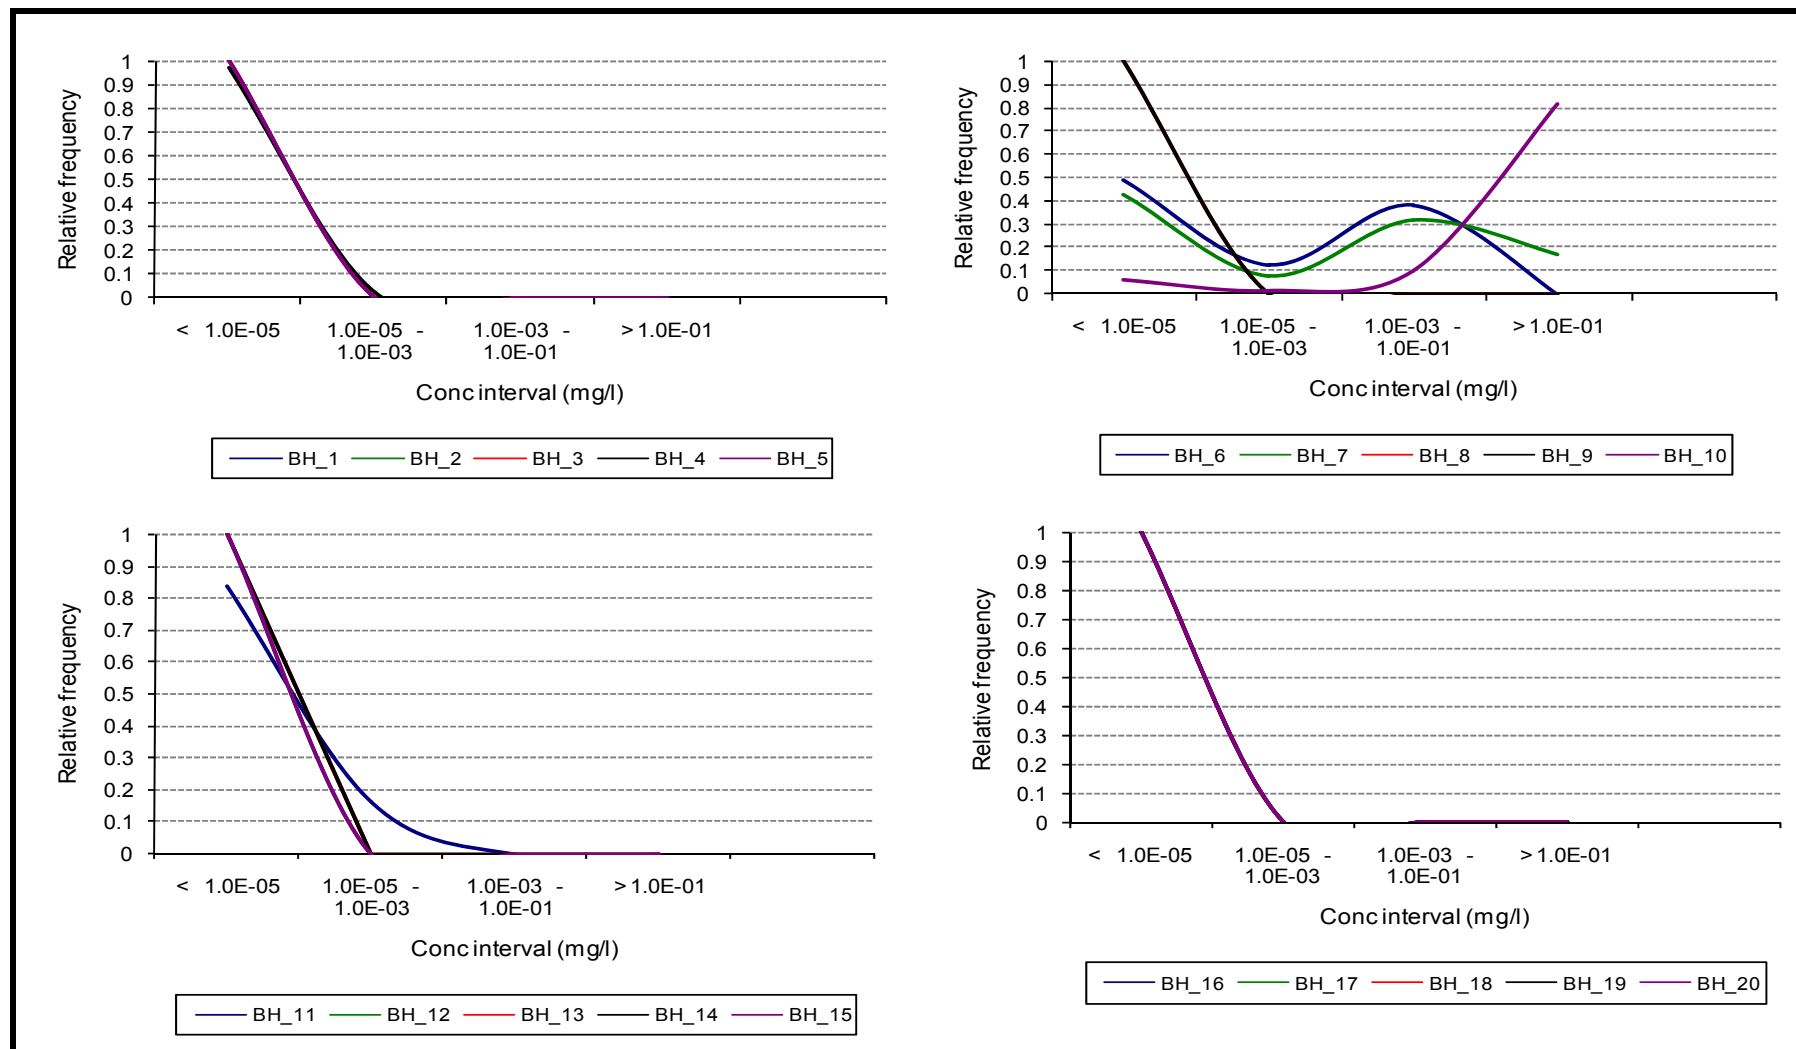 Relative frequency
1
0.9
0.8
0.7
0.6
0.5
0.4
0.3
0.2
0.1
0
< 1.0E-05
1.0E-05 -
1.0E-03
1.0E-03 -
1.0E-01
>1.0E-01
Conc interval (mg/l)
BH_1 BH_2 BH_3 BH_4 BH_5
Relative frequency
1
0.9
0.8
0.7
0.6
0.5
0.4
0.3
0.2
0.1
0
< 1.0E-05
1.0E-05 -
1.0E-03
1.0E-03 -
1.0E-01
>1.0E-01
Conc interval (mg/l)
BH_6 BH_7 BH_8 BH_9 BH_10
Relative frequency
1
0.9
0.8
0.7
0.6
0.5
0.4
0.3
0.2
0.1
0
< 1.0E-05
1.0E-05 -
1.0E-03
1.0E-03 -
1.0E-01
>1.0E-01
Conc interval (mg/l)
BH_11 BH_12 BH_13 BH_14 BH_15
Relative frequency
1
0.9
0.8
0.7
0.6
0.5
0.4
0.3
0.2
0.1
0
< 1.0E-05
1.0E-05 -
1.0E-03
1.0E-03 -
1.0E-01
>1.0E-01
Conc interval (mg/l)
BH_16 BH_17 BH_18 BH_19 BH_20